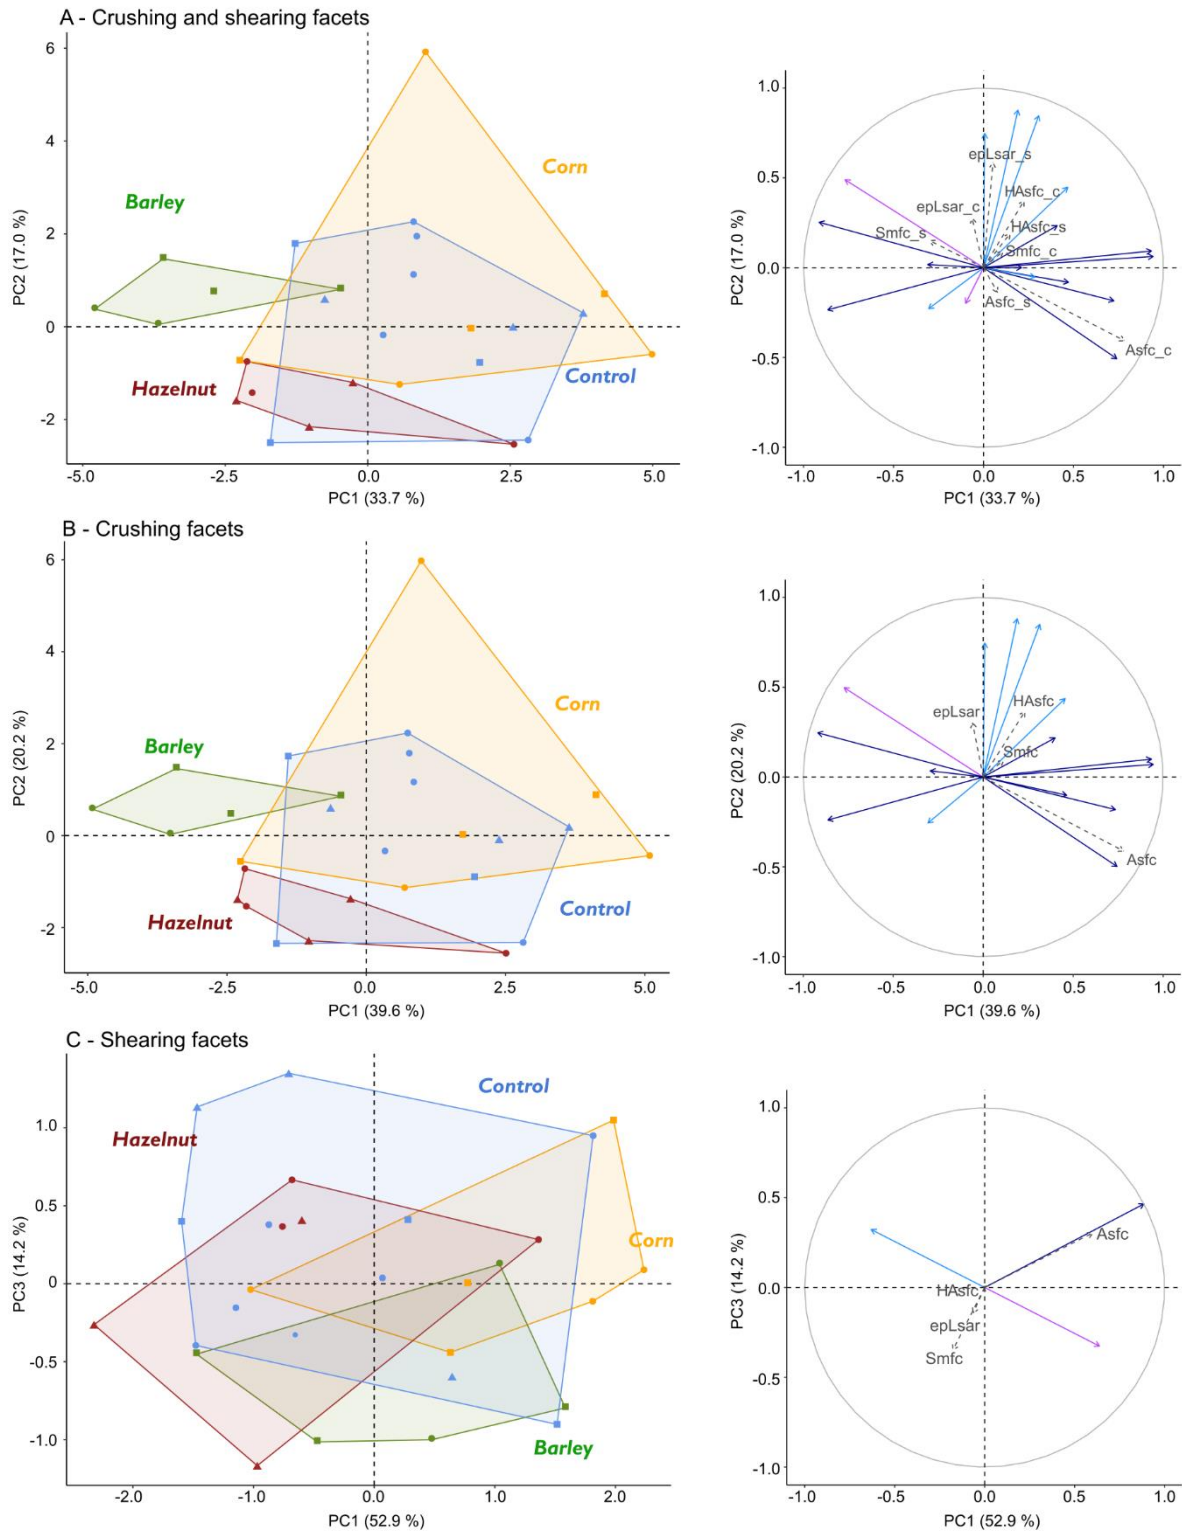 A - Crushing and shearing facets
6
4
2
0
-2
PC2 (17.0 %)
-5.0 -2.5 0.0 2.5 5.0
PC1 (33.7 %)
Barley
Corn
Hazelnut
Control
1.0
0.5
0.0
-0.5
-1.0
PC2 (17.0 %)
-1.0 -0.5 0.0 0.5 1.0
PC1 (33.7 %)
epLsar_s
HAsfc_c
epLsar_c
HAsfc_s
Smfc_s
Smfc_c
Asfc_s
Asfc_c
B - Crushing facets
6
4
2
0
-2
PC2 (20.2 %)
-5.0 -2.5 0.0 2.5 5.0
PC1 (39.6 %)
Corn
Barley
Hazelnut
Control
1.0
0.5
0.0
-0.5
-1.0
PC2 (20.2 %)
-1.0 -0.5 0.0 0.5 1.0
PC1 (39.6 %)
epLsar
HAsfc
Smfc
Asfc
C - Shearing facets
1.0
0.5
0
-0.5
-1.0
PC3 (14.2 %)
-2.0 -1.0 0.0 1.0 2.0
PC1 (52.9 %)
Control
Hazelnut
Corn
Barley
1.0
0.5
0.0
-0.5
-1.0
PC3 (14.2 %)
-1.0 -0.5 0.0 0.5 1.0
PC1 (52.9 %)
Asfc
HAsfc
epLsar
Smfc